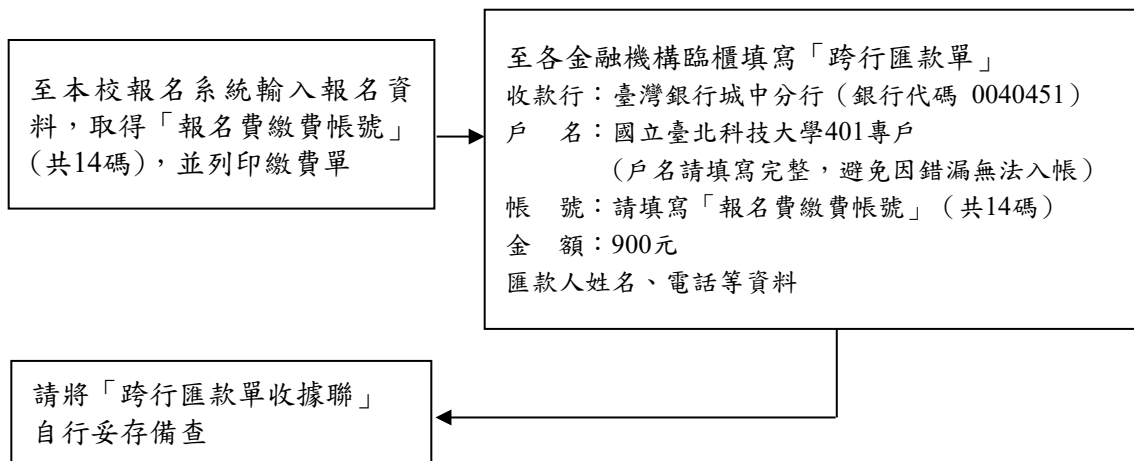 至本校報名系統輸入報名資
料，取得「報名費繳費帳號」
（共14碼），並列印繳費單
至各金融機構臨櫃填寫「跨行匯款單」
收款行：臺灣銀行城中分行（銀行代碼 0040451）
戶　名：國立臺北科技大學401專戶
（戶名請填寫完整，避免因錯漏無法入帳）
帳　號：請填寫「報名費繳費帳號」（共14碼）
金　額：900元
匯款人姓名、電話等資料
請將「跨行匯款單收據聯」
自行妥存備查